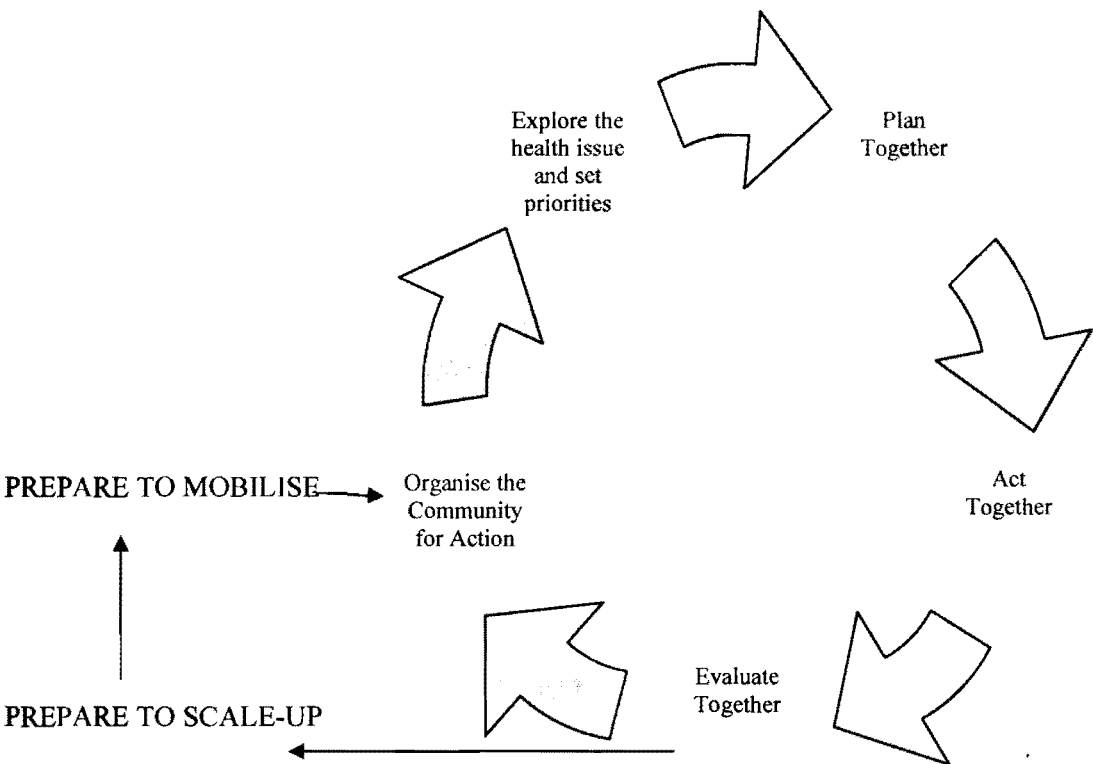 Explore the
health issue
and set
priorities
Plan
Together
PREPARE TO MOBILISE
Organise the
Community
for Action
Act
Together
Evaluate
Together
PREPARE TO SCALE-UP